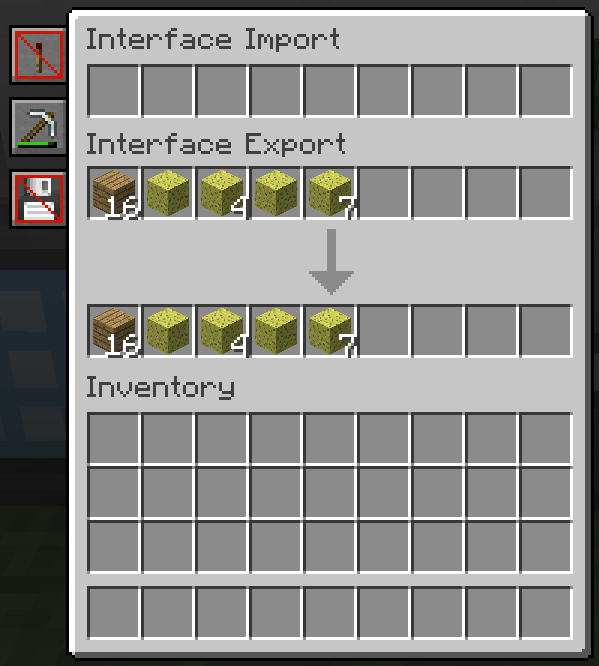 Interface Import
Interface Export
16 4 7
16 4 7
Inventory